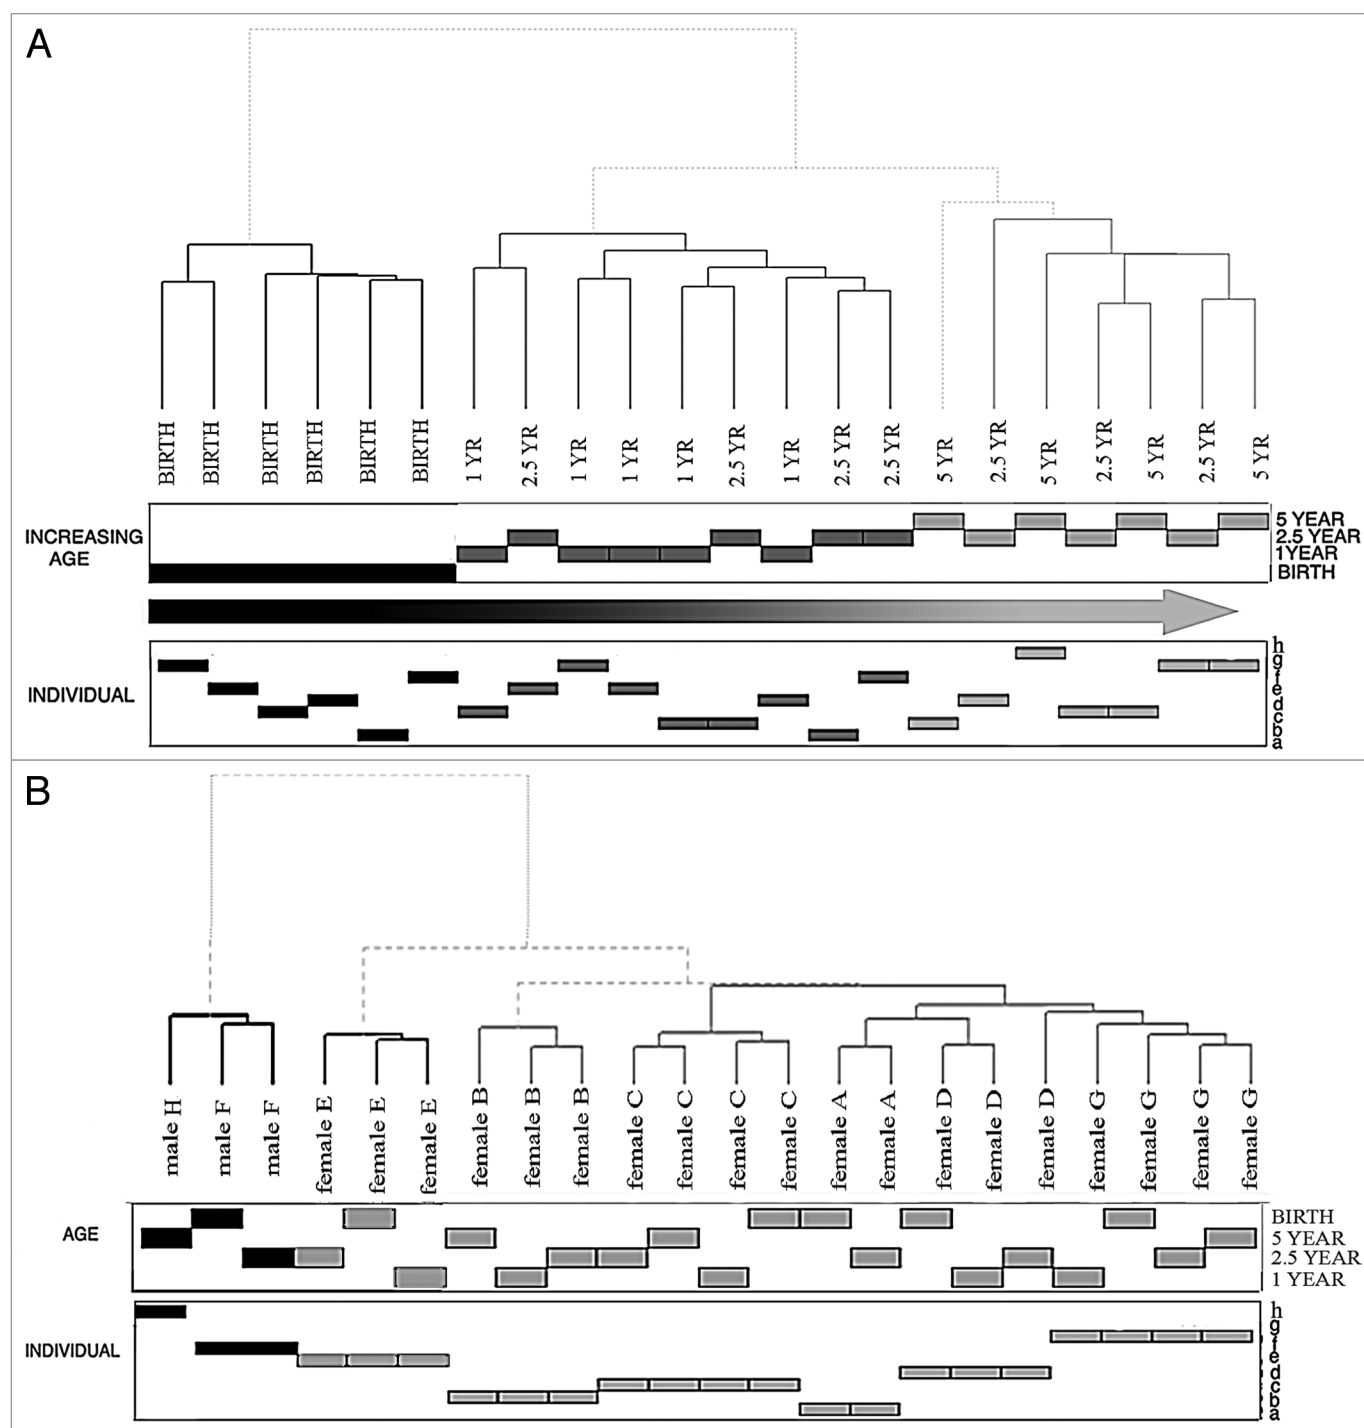 A
BIRTH
BIRTH
BIRTH
BIRTH
BIRTH
BIRTH
1 YR
2.5 YR
1 YR
1 YR
1 YR
2.5 YR
1 YR
2.5 YR
2.5 YR
5 YR
2.5 YR
5 YR
2.5 YR
5 YR
2.5 YR
5 YR
INCREASING
AGE
5 YEAR
2.5 YEAR
1YEAR
BIRTH
INDIVIDUAL
h
g
f
e
d
c
b
a
B
male H
male F
male F
female E
female E
female E
female B
female B
female B
female C
female C
female C
female C
female A
female A
female D
female D
female D
female G
female G
female G
female G
AGE
BIRTH
5 YEAR
2.5 YEAR
1 YEAR
INDIVIDUAL
h
g
f
e
d
c
b
a